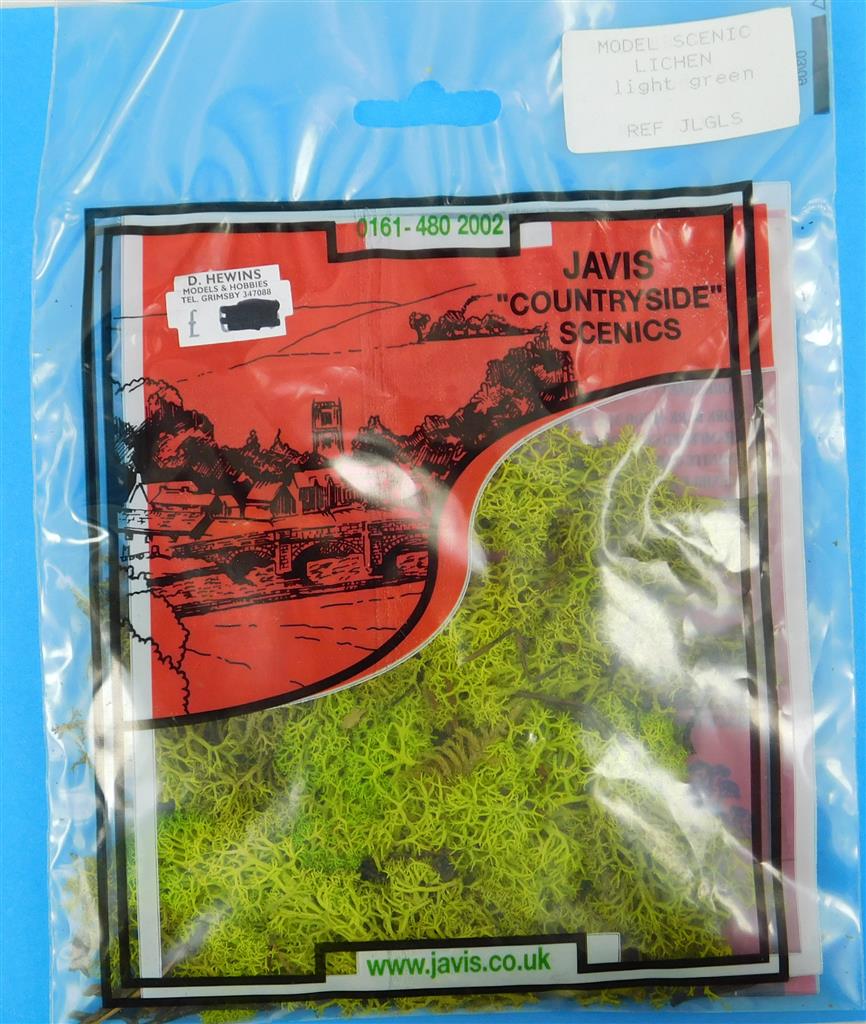 MODEL SCENIC
LICHEN
light green
REF JLGLS
0161-480 2002
JAVIS
"COUNTRYSIDE"
SCENICS
D. HEWINS
MODELS & HOBBIES
TEL. GRIMSBY 347088
£
www.javis.co.uk